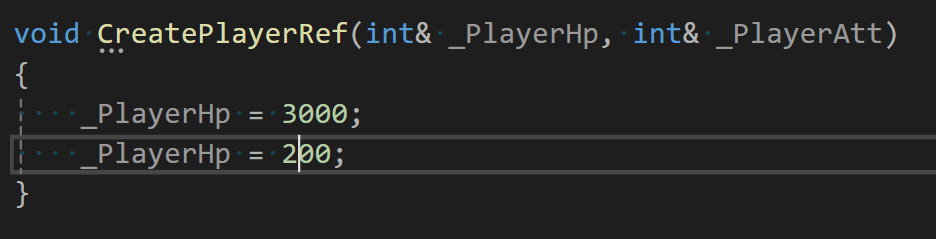 void CreatePlayerRef(int& _PlayerHp, int& _PlayerAtt)
{
    _PlayerHp = 3000;
    _PlayerHp = 200;
}